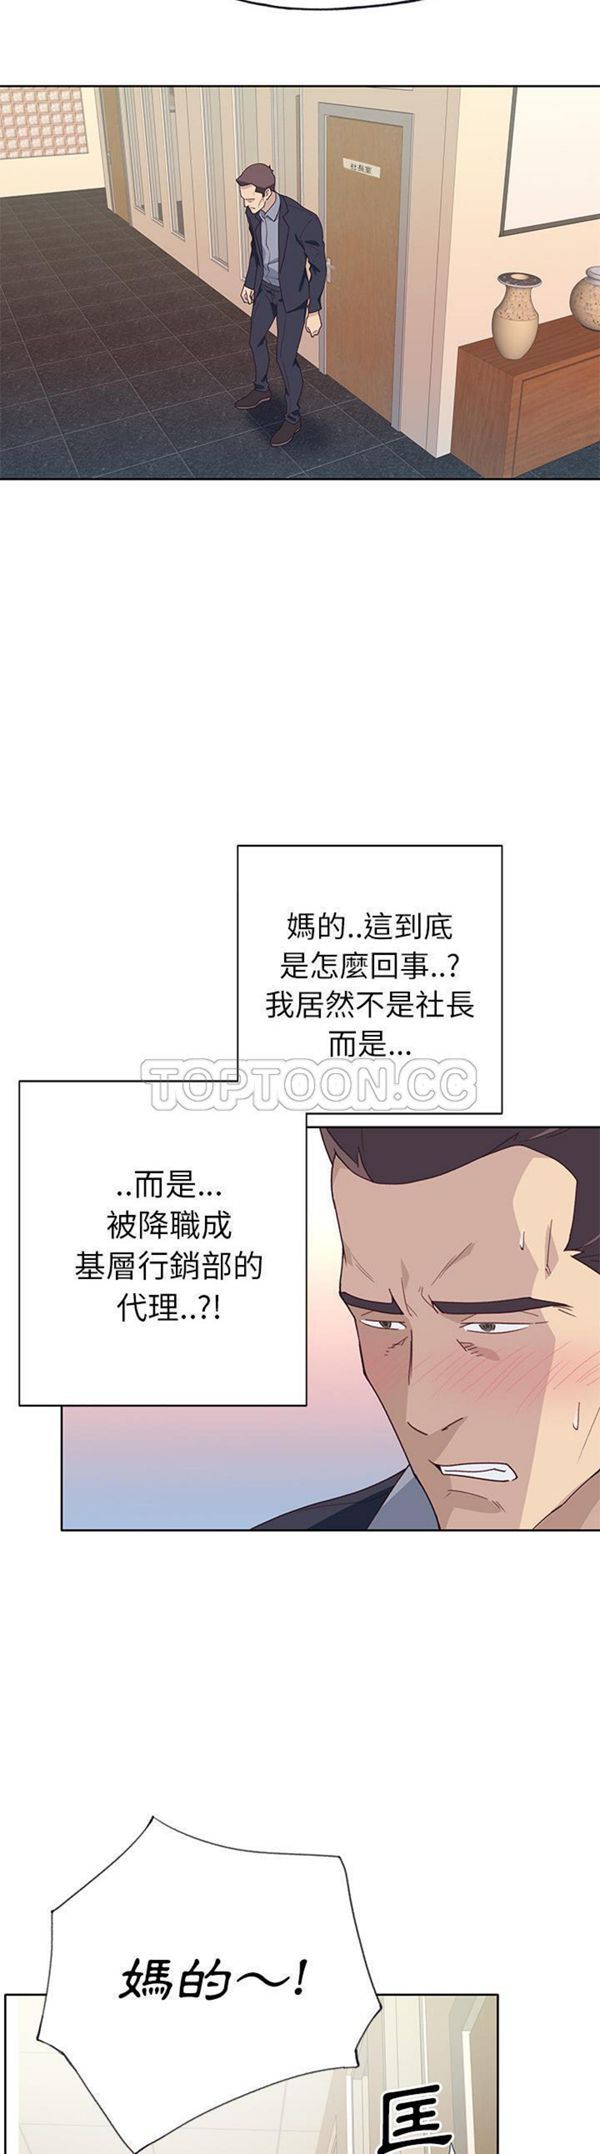 社長室
媽的..這到底
是怎麼回事..?
我居然不是社長
而是...
TOPTOON.CC
..而是...
被降職成
基層行銷部的
代理..?!
媽的～!
匡